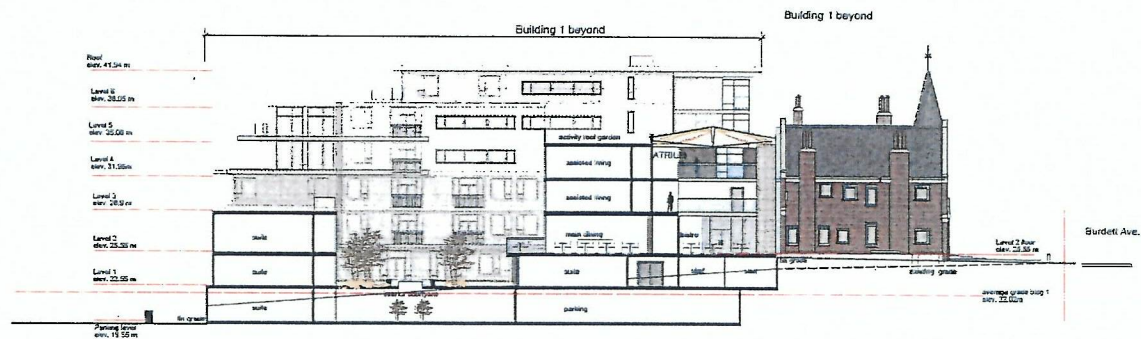 Building 1 beyond
Building 1 beyond
Roof
elev. 41.54 m
Level 6
elev. 38.05 m
Level 5
elev. 35.00 m
Level 4
elev. 31.95m
Level 3
elev. 28.9 m
Level 2
elev. 25.55 m
Level 1
elev. 22.55 m
Parking level
elev. 19.55 m
activity roof garden
assisted living
ATRIUM
assisted living
suite
main dining
bistro
suite
suite
fin grade
suite
parking
fin grade
existing grade
Level 2 floor
elev. 25.55 m
Burdett Ave.
average grade bldg 1
elev. 22.02m